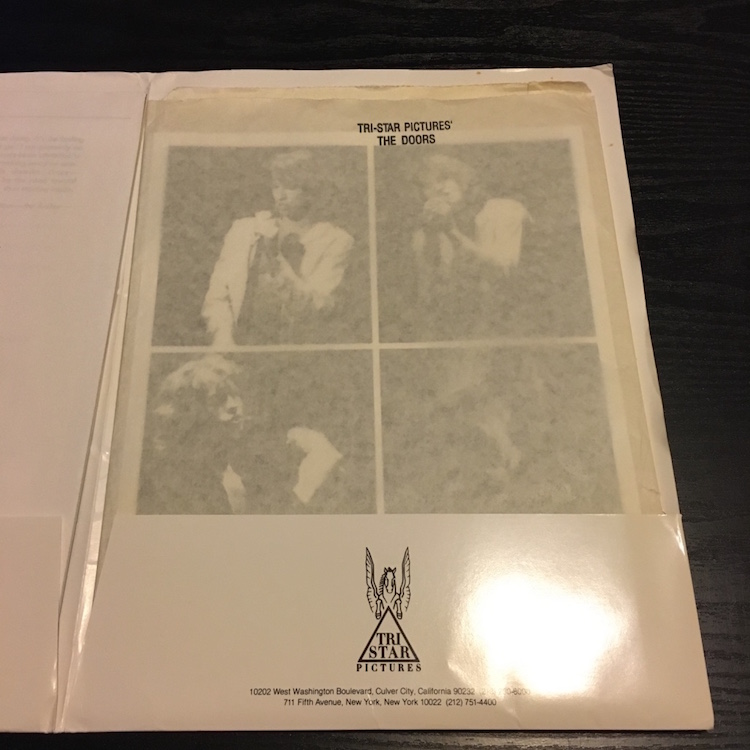 TRI-STAR PICTURES'
THE DOORS
TRI
STAR
PICTURES
10202 West Washington Boulevard, Culver City, California 90232
711 Fifth Avenue, New York, New York 10022 (212) 751-4400